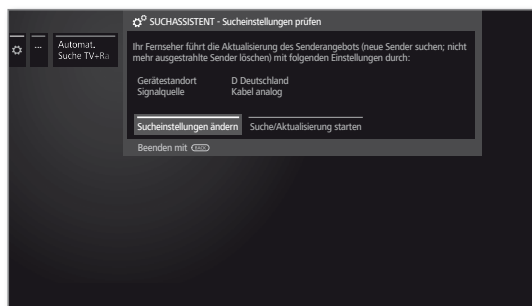 SUCHASSISTENT - Sucheinstellungen prüfen
...
Automat.
Suche TV+Ra
Ihr Fernseher führt die Aktualisierung des Senderangebots (neue Sender suchen; nicht
mehr ausgestrahlte Sender löschen) mit folgenden Einstellungen durch:
Gerätestandort D Deutschland
Signalquelle Kabel analog
Sucheinstellungen ändern Suche/Aktualisierung starten
Beenden mit